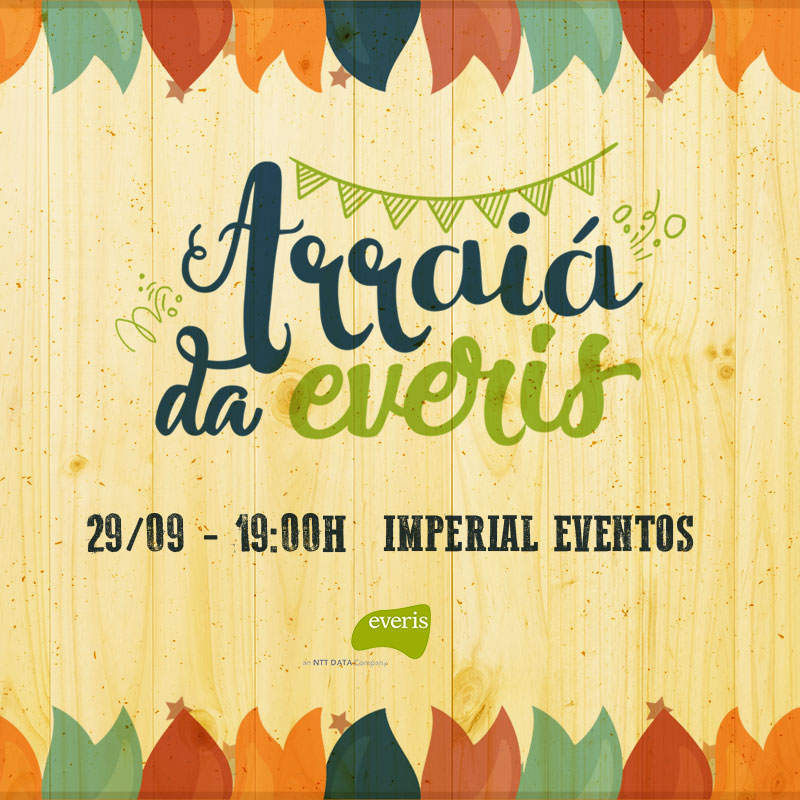 Arraiá
da everis
29/09 - 19:00H IMPERIAL EVENTOS
everis
an NTT DATA Company